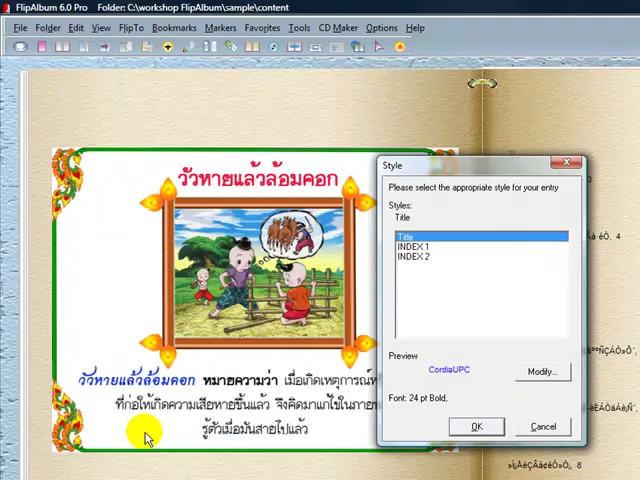 FlipAlbum 6.0 Pro   Folder: C:\workshop FlipAlbum\sample\content
File Folder Edit View FlipTo Bookmarks Markers Favorites Tools CD Maker Options Help
วัวหายแล้วล้อมคอก
วัวหายแล้วล้อมคอก หมายความว่า เมื่อเกิดเหตุการณ์
ที่ก่อให้เกิดความเสียหายขึ้นแล้ว จึงคิดมาแก้ไขในภาย
รู้ตัวเมื่อมันสายไปแล้ว
Style
Please select the appropriate style for your entry
Styles:
Title
Title
INDEX 1
INDEX 2
Preview
CordiaUPC
Modify...
Font: 24 pt Bold,
OK
Cancel
3
4
8